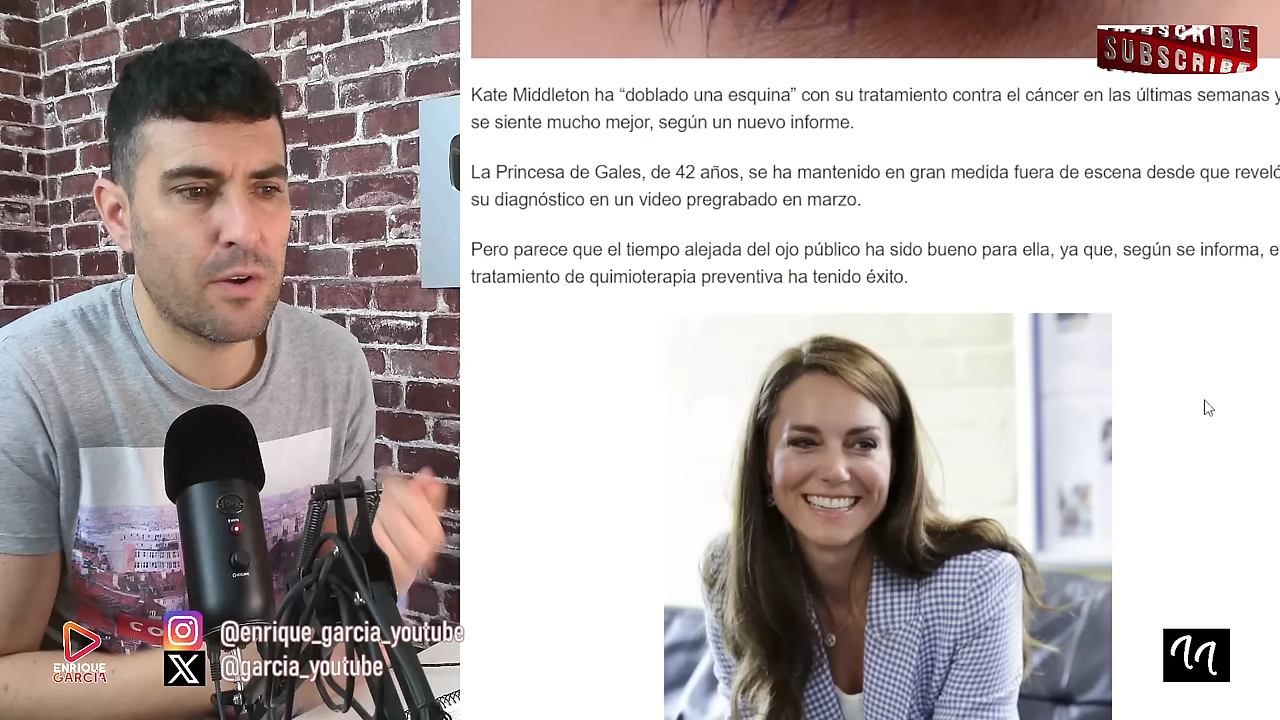 SUBSCRIBE
SUBSCRIBE
Kate Middleton ha “doblado una esquina” con su tratamiento contra el cáncer en las últimas semanas y
se siente mucho mejor, según un nuevo informe.
La Princesa de Gales, de 42 años, se ha mantenido en gran medida fuera de escena desde que reveló
su diagnóstico en un video pregrabado en marzo.
Pero parece que el tiempo alejada del ojo público ha sido bueno para ella, ya que, según se informa, e
tratamiento de quimioterapia preventiva ha tenido éxito.
@enrique_garcia_youtube
@garcia_youtube
ENRIQUE
GARCIA